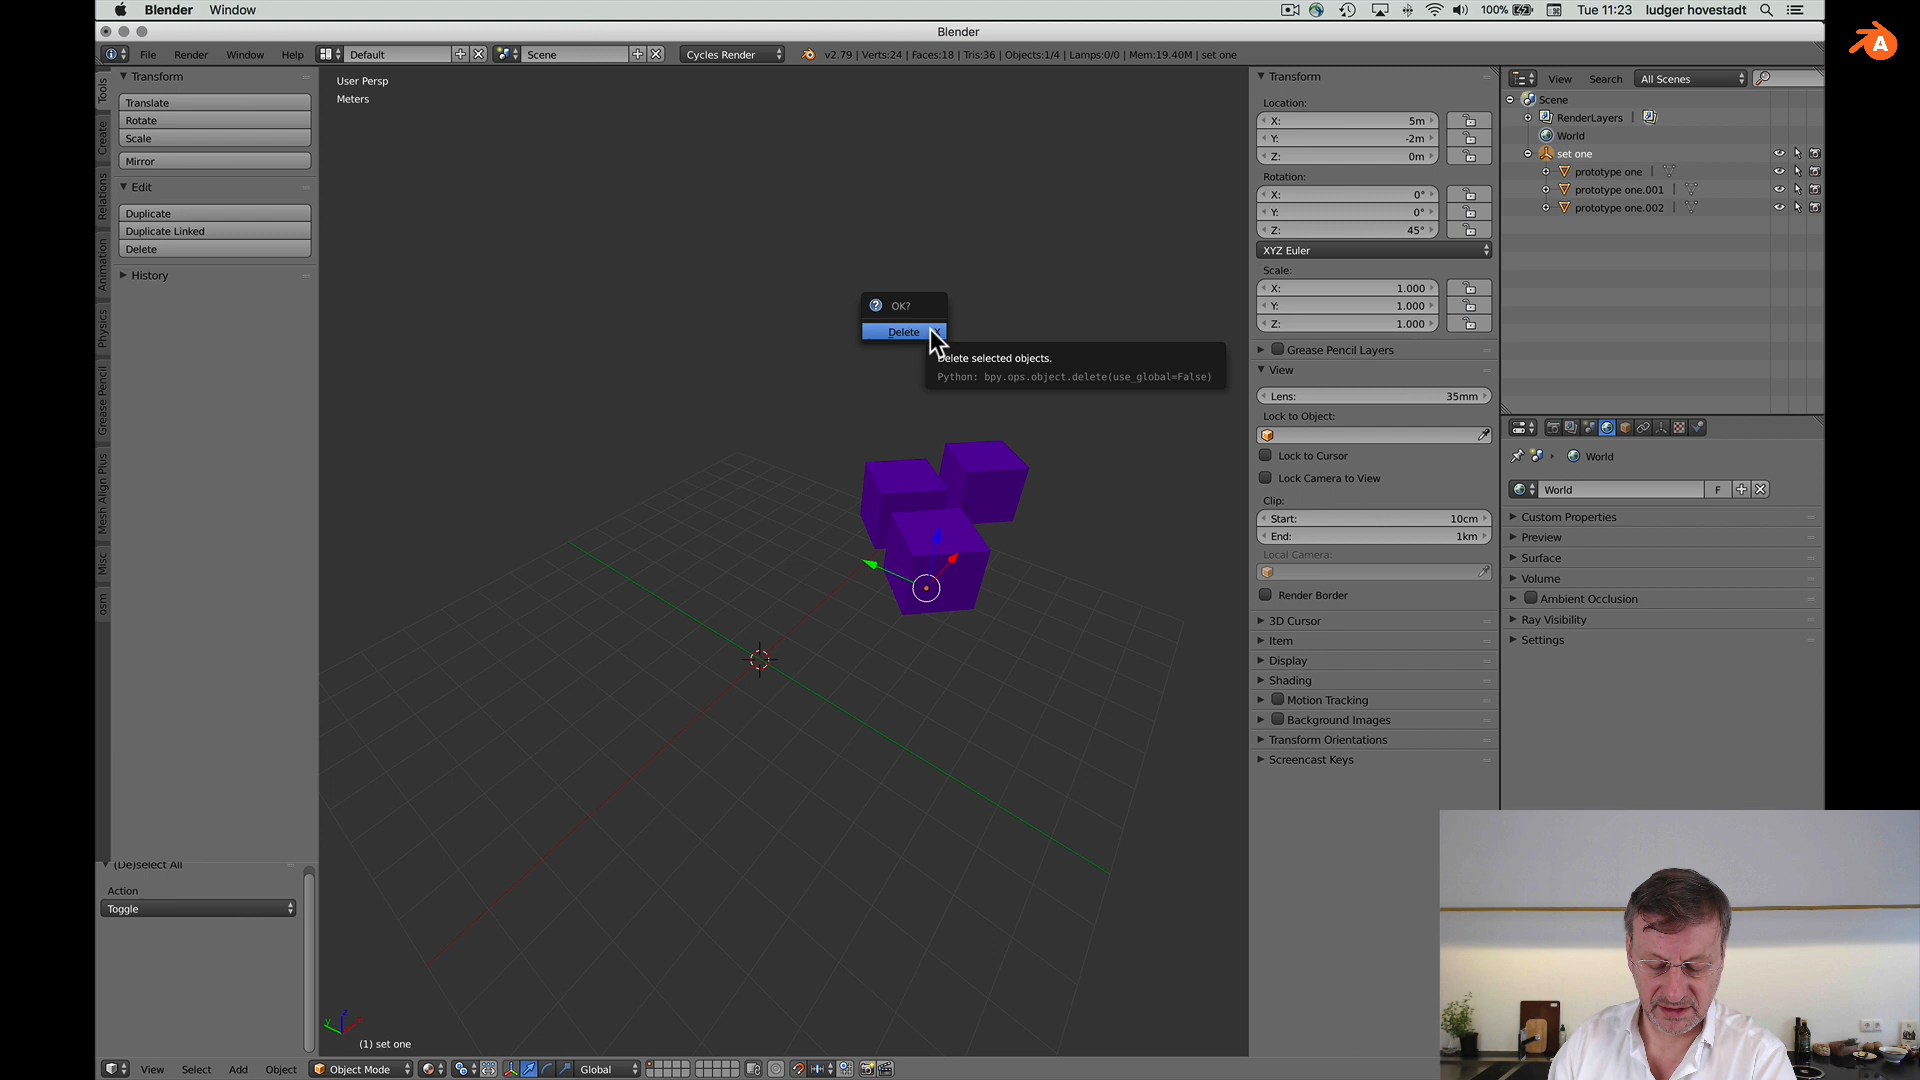 Blender Window 100% Tue 11:23 ludger hovestadt
A
Blender
File Render Window Help Default Scene Cycles Render v2.79 | Verts:24 | Faces:18 | Tris:36 | Objects:1/4 | Lamps:0/0 | Mem:19.40M | set one
Tools
Create
Relations
Animation
Physics
Grease Pencil
Mesh Align Plus
Misc
osm
Transform
Translate
Rotate
Scale
Mirror
Edit
Duplicate
Duplicate Linked
Delete
History
(De)select All
Action
Toggle
User Persp
Meters
OK?
Delete X
Delete selected objects.
Python: bpy.ops.object.delete(use_global=False)
(1) set one
Transform
Location:
X: 5m
Y: -2m
Z: 0m
Rotation:
X: 0°
Y: 0°
Z: 45°
XYZ Euler
Scale:
X: 1.000
Y: 1.000
Z: 1.000
Grease Pencil Layers
View
Lens: 35mm
Lock to Object:
Lock to Cursor
Lock Camera to View
Clip:
Start: 10cm
End: 1km
Local Camera:
Render Border
3D Cursor
Item
Display
Shading
Motion Tracking
Background Images
Transform Orientations
Screencast Keys
View Search All Scenes
Scene
RenderLayers
World
set one
prototype one
prototype one.001
prototype one.002
World
World F
Custom Properties
Preview
Surface
Volume
Ambient Occlusion
Ray Visibility
Settings
View Select Add Object Object Mode Global